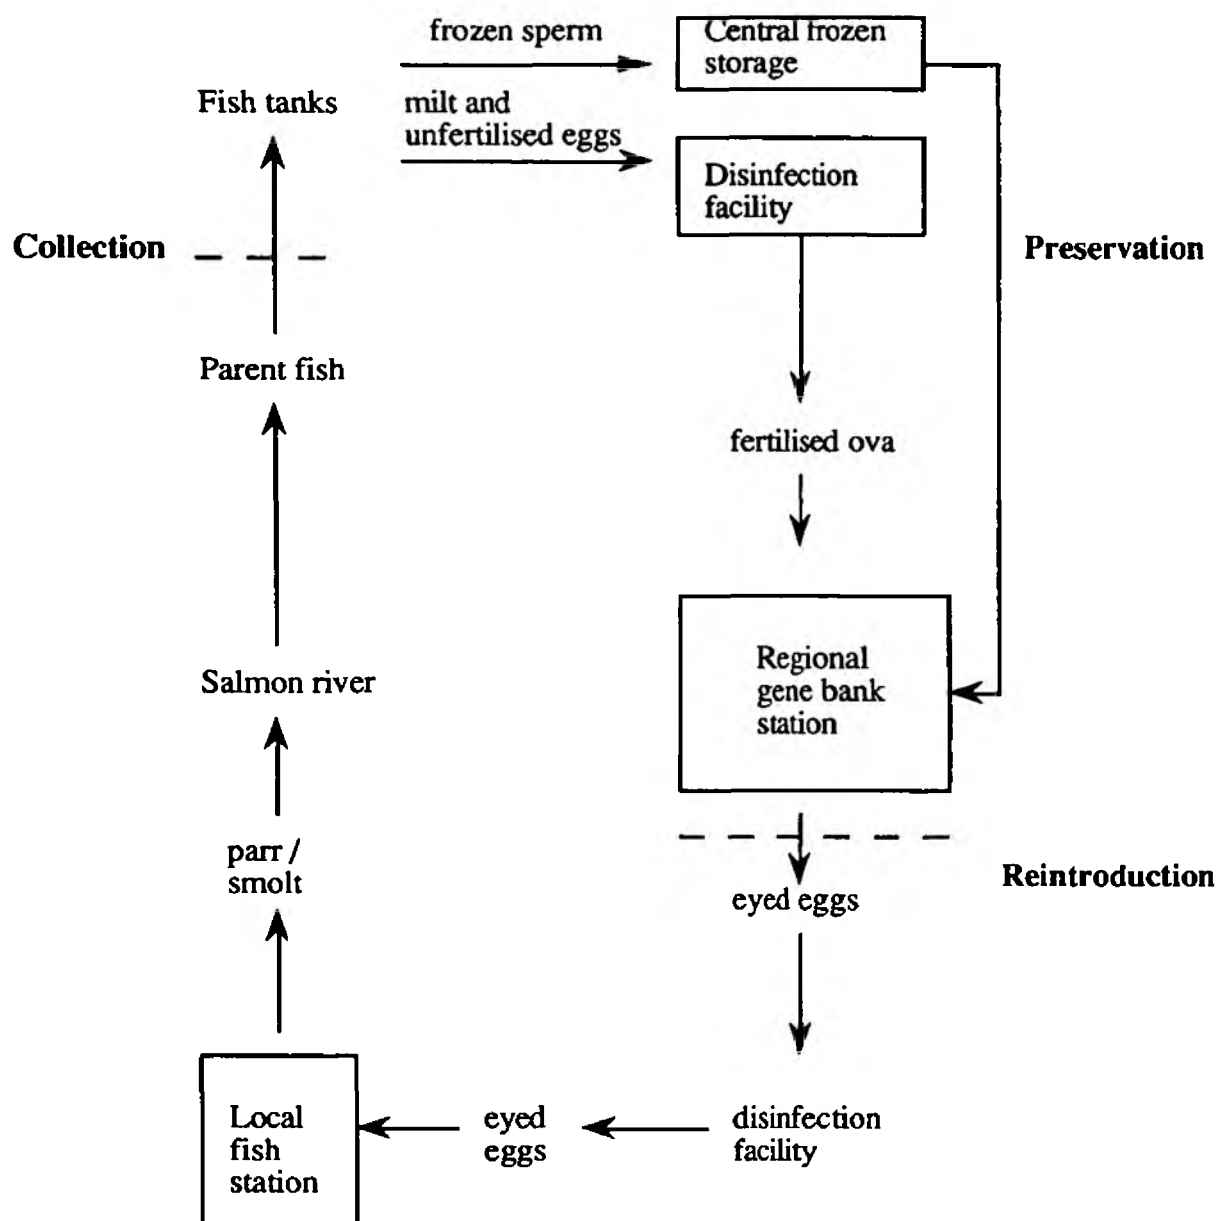 frozen sperm
Central frozen
storage
Fish tanks
milt and
unfertilised eggs
Disinfection
facility
Collection
Preservation
Parent fish
fertilised ova
Regional
gene bank
station
Salmon river
parr /
smolt
Reintroduction
eyed eggs
Local
fish
station
eyed
eggs
disinfection
facility